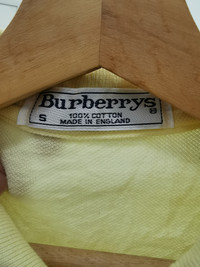 Burberrys
S 100% COTTON ®
MADE IN ENGLAND